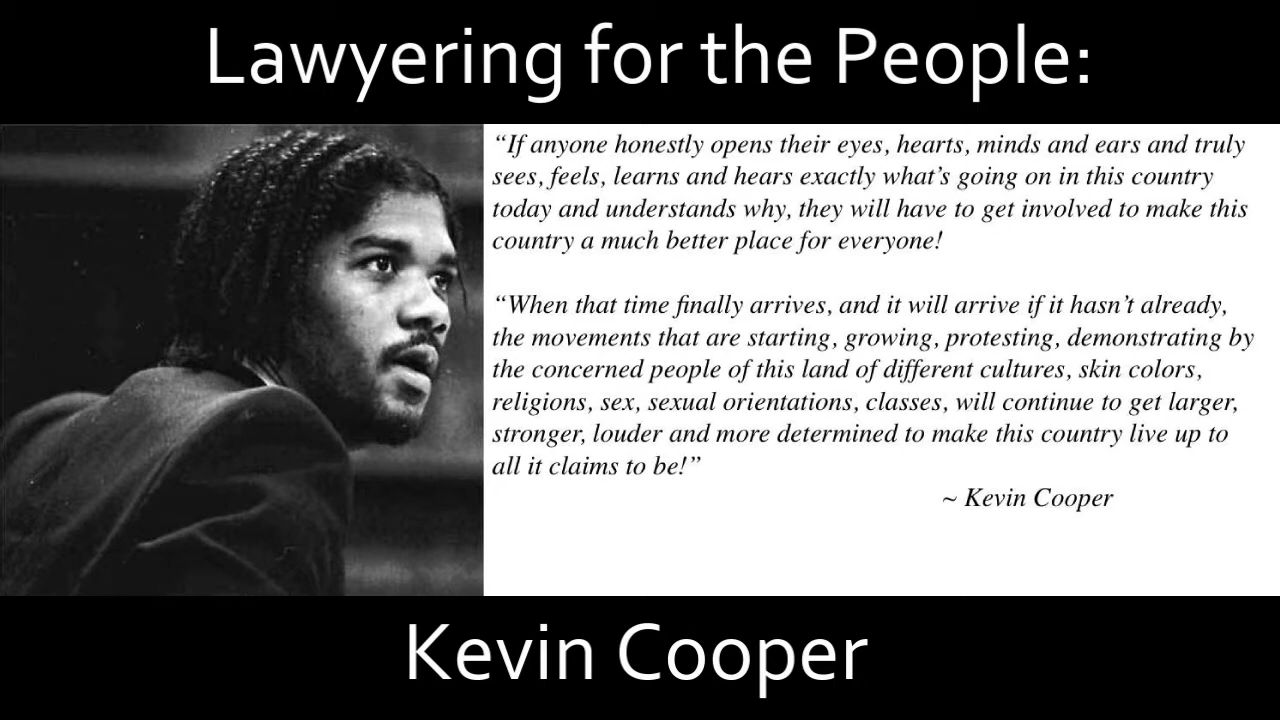 Lawyering for the People:
“If anyone honestly opens their eyes, hearts, minds and ears and truly
sees, feels, learns and hears exactly what’s going on in this country
today and understands why, they will have to get involved to make this
country a much better place for everyone!
“When that time finally arrives, and it will arrive if it hasn’t already,
the movements that are starting, growing, protesting, demonstrating by
the concerned people of this land of different cultures, skin colors,
religions, sex, sexual orientations, classes, will continue to get larger,
stronger, louder and more determined to make this country live up to
all it claims to be!”
~ Kevin Cooper
Kevin Cooper